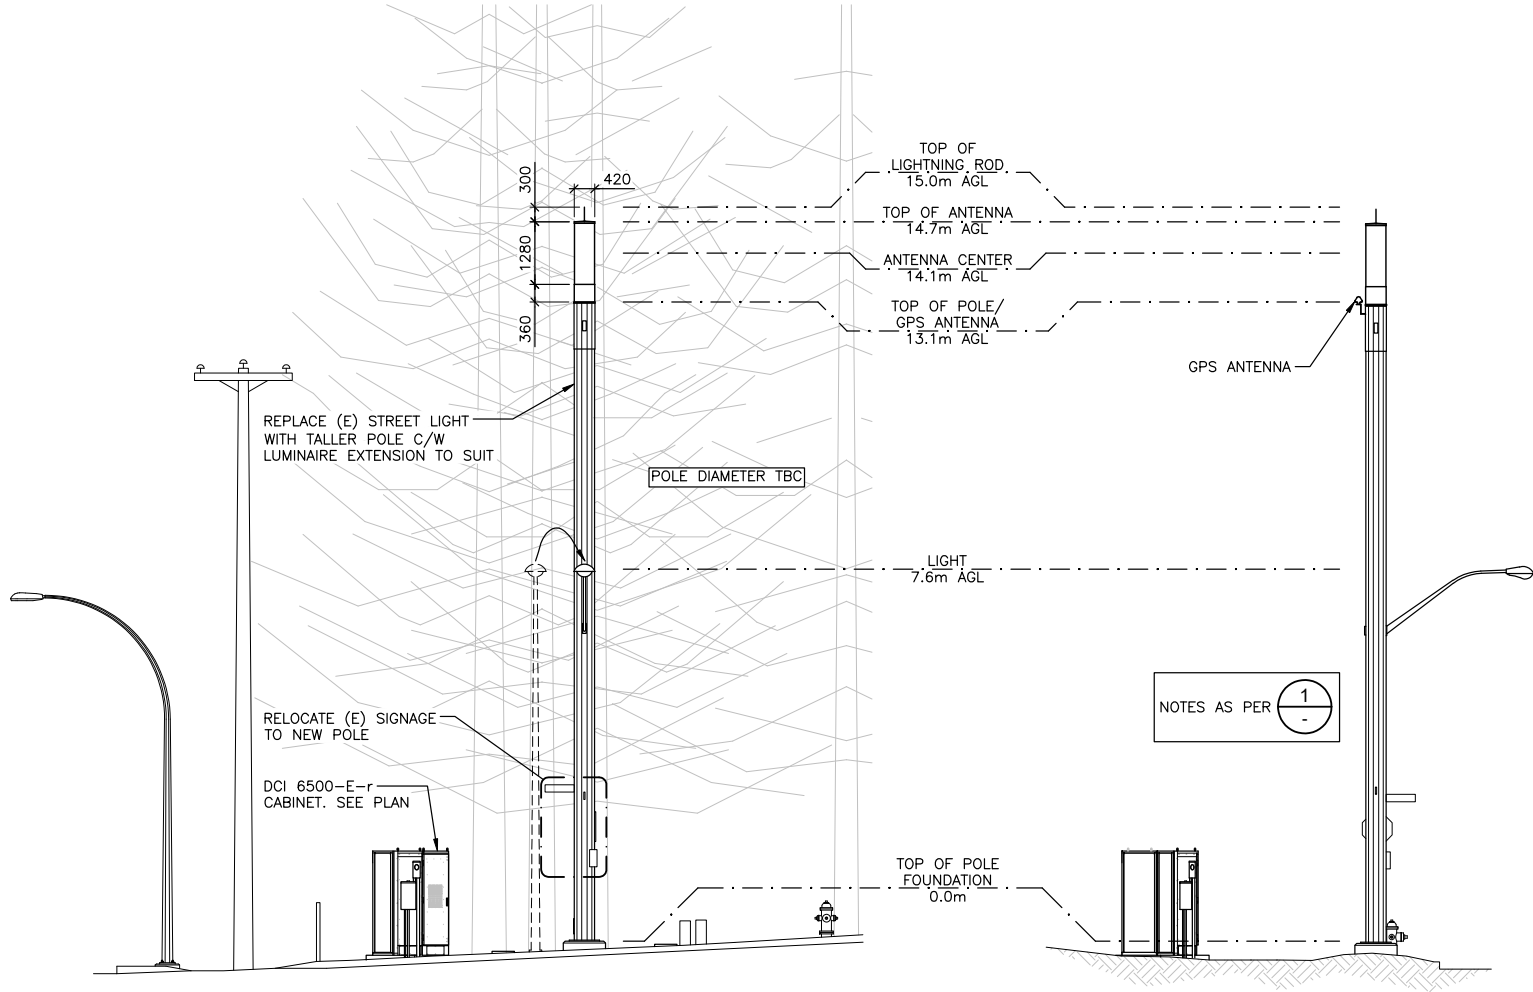 TOP OF
LIGHTNING ROD
15.0m AGL
300
420
TOP OF ANTENNA
14.7m AGL
1280
ANTENNA CENTER
14.1m AGL
TOP OF POLE/
GPS ANTENNA
13.1m AGL
360
GPS ANTENNA
REPLACE (E) STREET LIGHT
WITH TALLER POLE C/W
LUMINAIRE EXTENSION TO SUIT
POLE DIAMETER TBC
LIGHT
7.6m AGL
NOTES AS PER
1
-
RELOCATE (E) SIGNAGE
TO NEW POLE
DCI 6500-E-r
CABINET. SEE PLAN
TOP OF POLE
FOUNDATION
0.0m